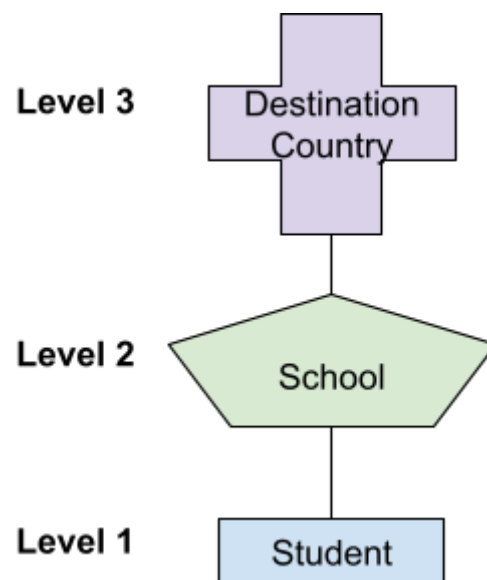 Level 3
Destination
Country
Level 2
School
Level 1
Student